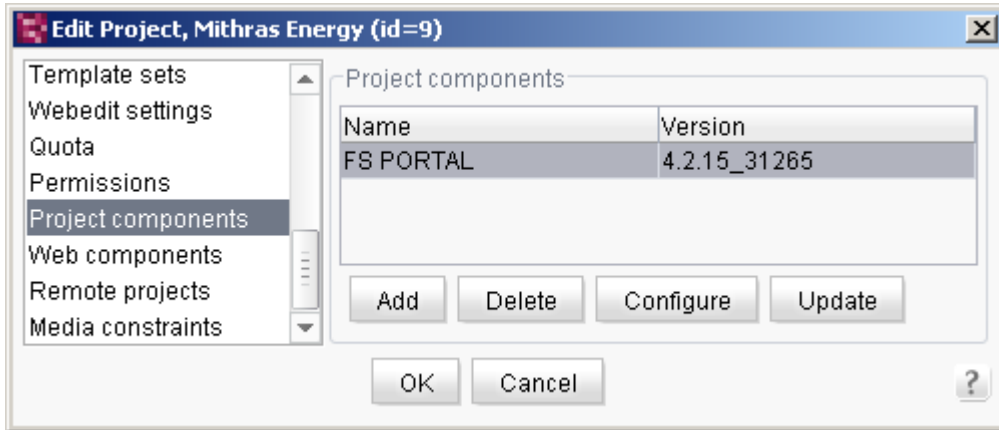 Edit Project, Mithras Energy (id=9)
Template sets
Webedit settings
Quota
Permissions
Project components
Web components
Remote projects
Media constraints
Project components
Name Version
FS PORTAL 4.2.15_31265
Add Delete Configure Update
OK Cancel ?